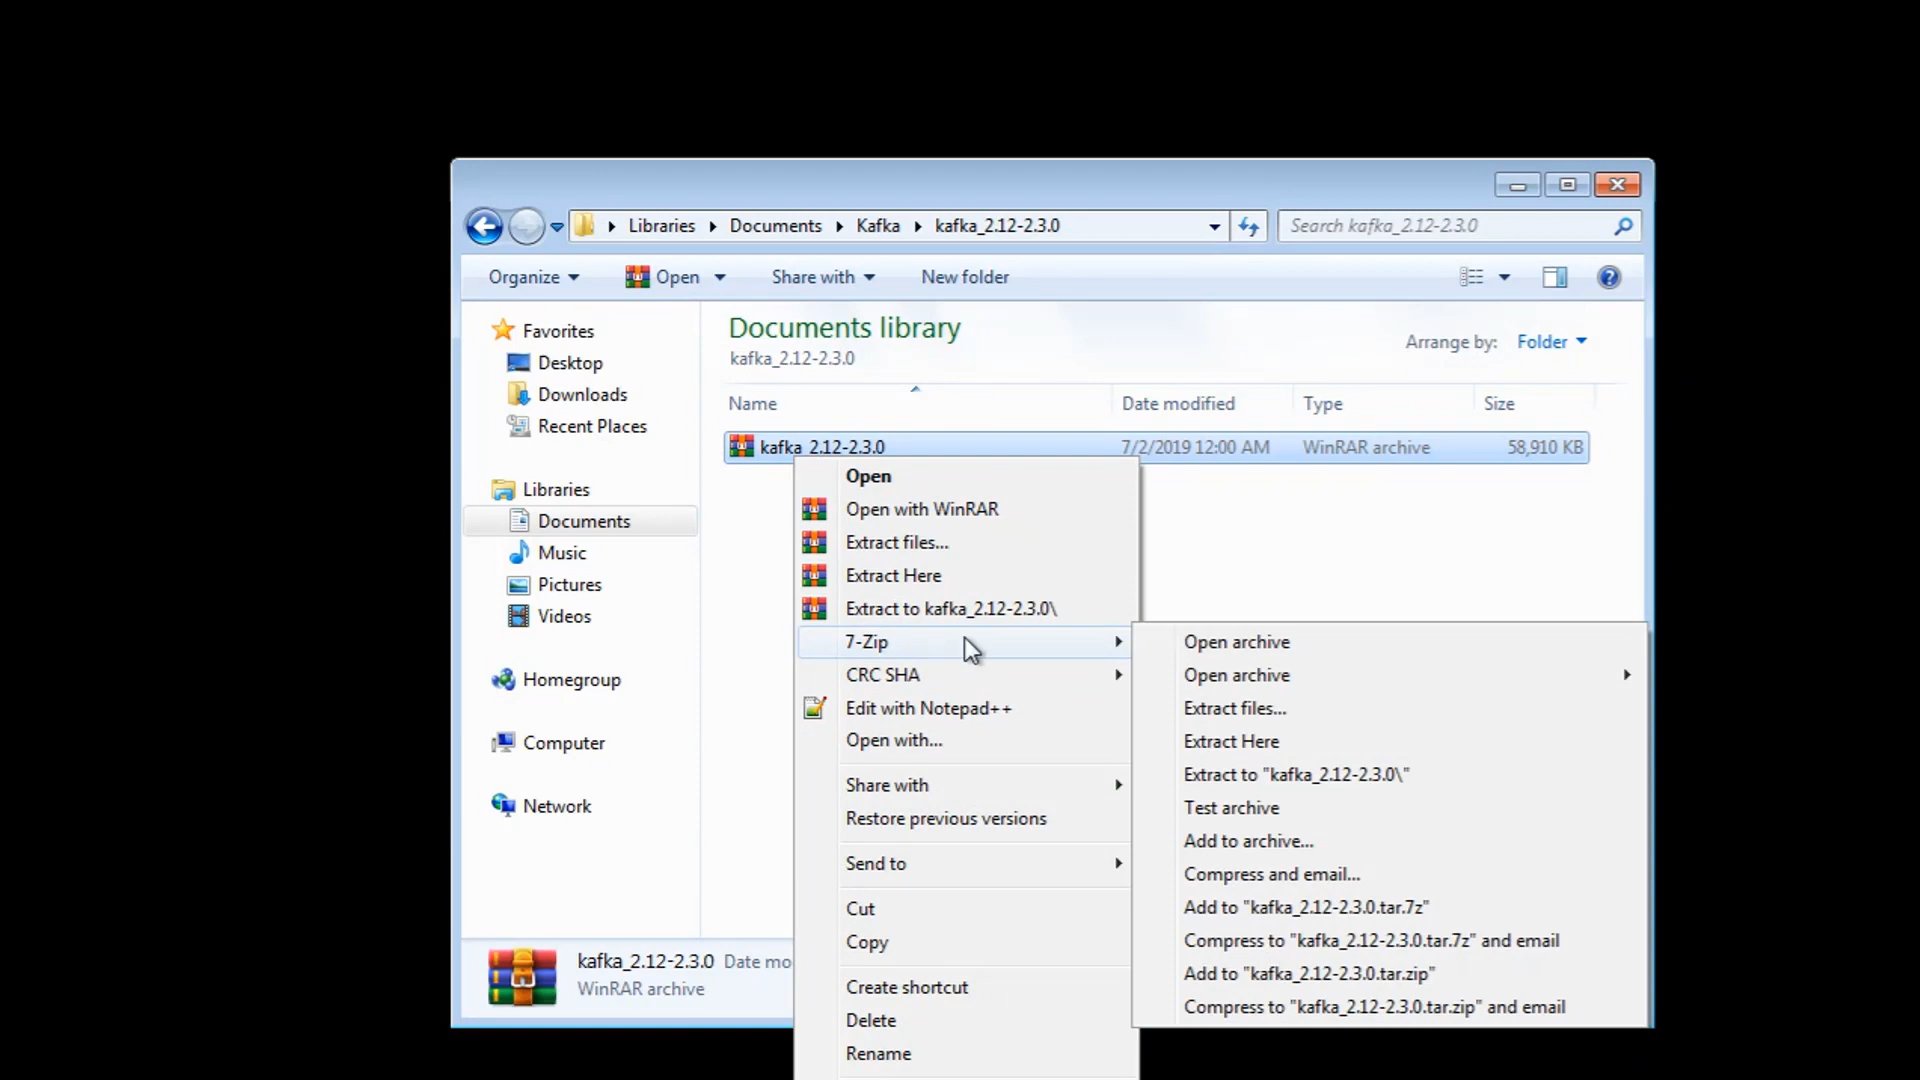 Libraries Documents Kafka kafka_2.12-2.3.0
Search kafka_2.12-2.3.0
Organize Open Share with New folder
Favorites
Desktop
Downloads
Recent Places
Libraries
Documents
Music
Pictures
Videos
Homegroup
Computer
Network
Documents library
kafka_2.12-2.3.0
Arrange by: Folder
Name Date modified Type Size
kafka_2.12-2.3.0 7/2/2019 12:00 AM WinRAR archive 58,910 KB
Open
Open with WinRAR
Extract files...
Extract Here
Extract to kafka_2.12-2.3.0\
7-Zip
CRC SHA
Edit with Notepad++
Open with...
Share with
Restore previous versions
Send to
Cut
Copy
Create shortcut
Delete
Rename
Open archive
Open archive
Extract files...
Extract Here
Extract to "kafka_2.12-2.3.0\"
Test archive
Add to archive...
Compress and email...
Add to "kafka_2.12-2.3.0.tar.7z"
Compress to "kafka_2.12-2.3.0.tar.7z" and email
Add to "kafka_2.12-2.3.0.tar.zip"
Compress to "kafka_2.12-2.3.0.tar.zip" and email
kafka_2.12-2.3.0 Date mo
WinRAR archive